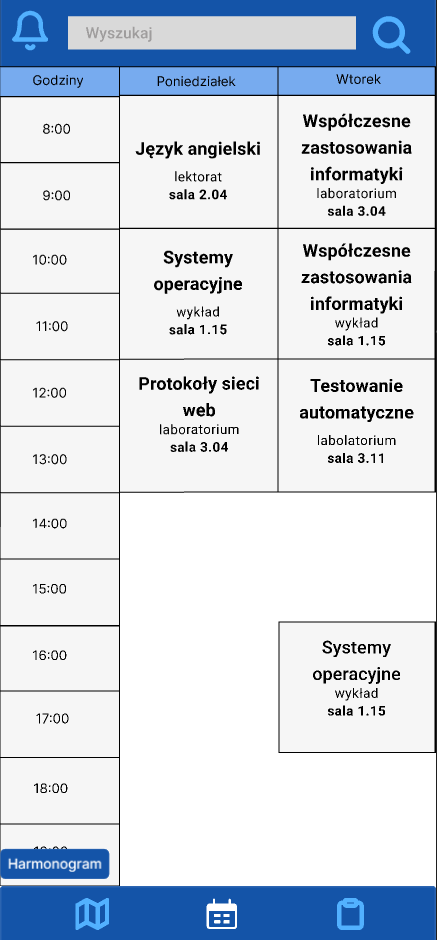 Wyszukaj
Godziny
Poniedziałek
Wtorek
8:00
9:00
10:00
11:00
12:00
13:00
14:00
15:00
16:00
17:00
18:00
Język angielski
lektorat
sala 2.04
Systemy
operacyjne
wykład
sala 1.15
Protokoły sieci
web
laboratorium
sala 3.04
Współczesne
zastosowania
informatyki
laboratorium
sala 3.04
Współczesne
zastosowania
informatyki
wykład
sala 1.15
Testowanie
automatyczne
labolatorium
sala 3.11
Systemy
operacyjne
wykład
sala 1.15
Harmonogram